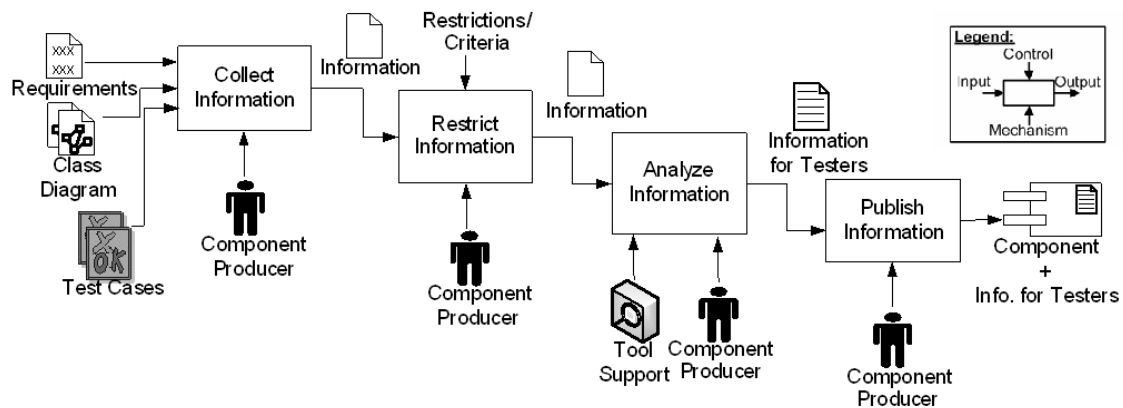 XXX
XXX
Requirements
Class
Diagram
Y
Y
OK
Test Cases
Collect
Information
Component
Producer
Information
Restrictions/
Criteria
Restrict
Information
Component
Producer
Information
Analyze
Information
Tool
Support
Component
Producer
Information
for Testers
Publish
Information
Component
Producer
Component
+
Info. for Testers
Legend:
Control
Input
Output
Mechanism